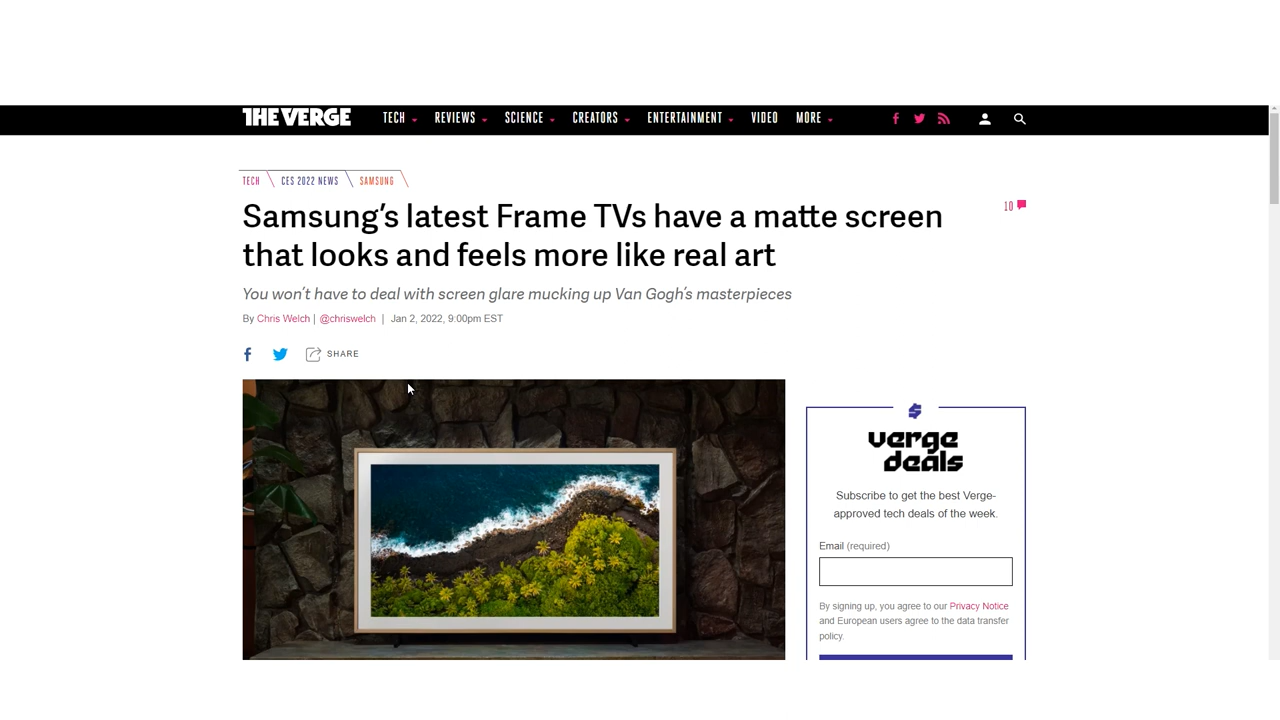 THE VERGE TECH REVIEWS SCIENCE CREATORS ENTERTAINMENT VIDEO MORE
TECH CES 2022 NEWS SAMSUNG
Samsung’s latest Frame TVs have a matte screen
that looks and feels more like real art
10
You won’t have to deal with screen glare mucking up Van Gogh’s masterpieces
By Chris Welch | @chriswelch | Jan 2, 2022, 9:00pm EST
SHARE
verge
deals
Subscribe to get the best Verge-
approved tech deals of the week.
Email (required)
By signing up, you agree to our Privacy Notice
and European users agree to the data transfer
policy.